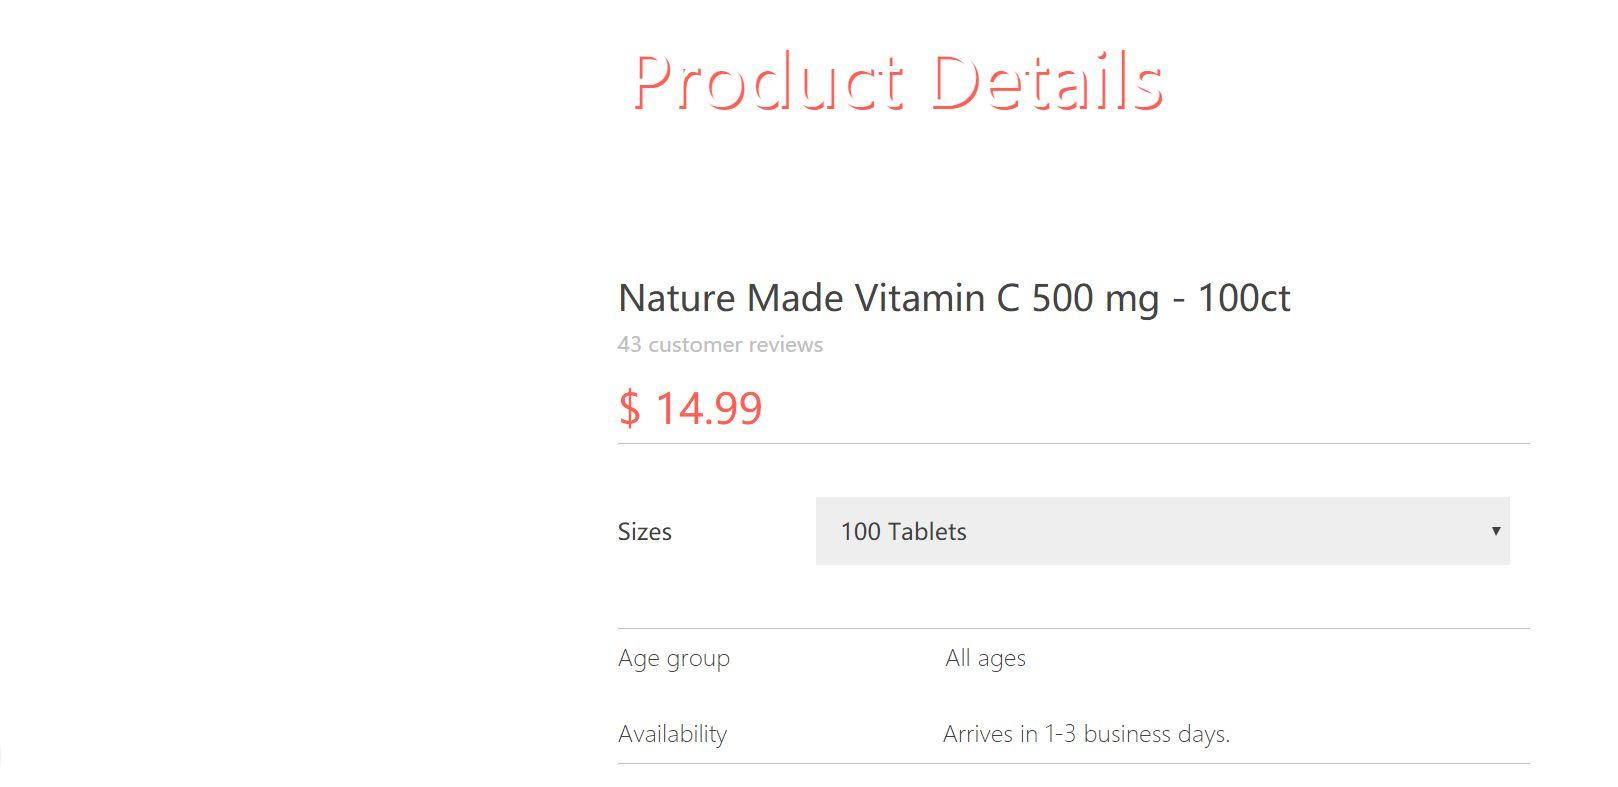 Product Details
Nature Made Vitamin C 500 mg - 100ct
43 customer reviews
$ 14.99
Sizes 100 Tablets
Age group All ages
Availability Arrives in 1-3 business days.